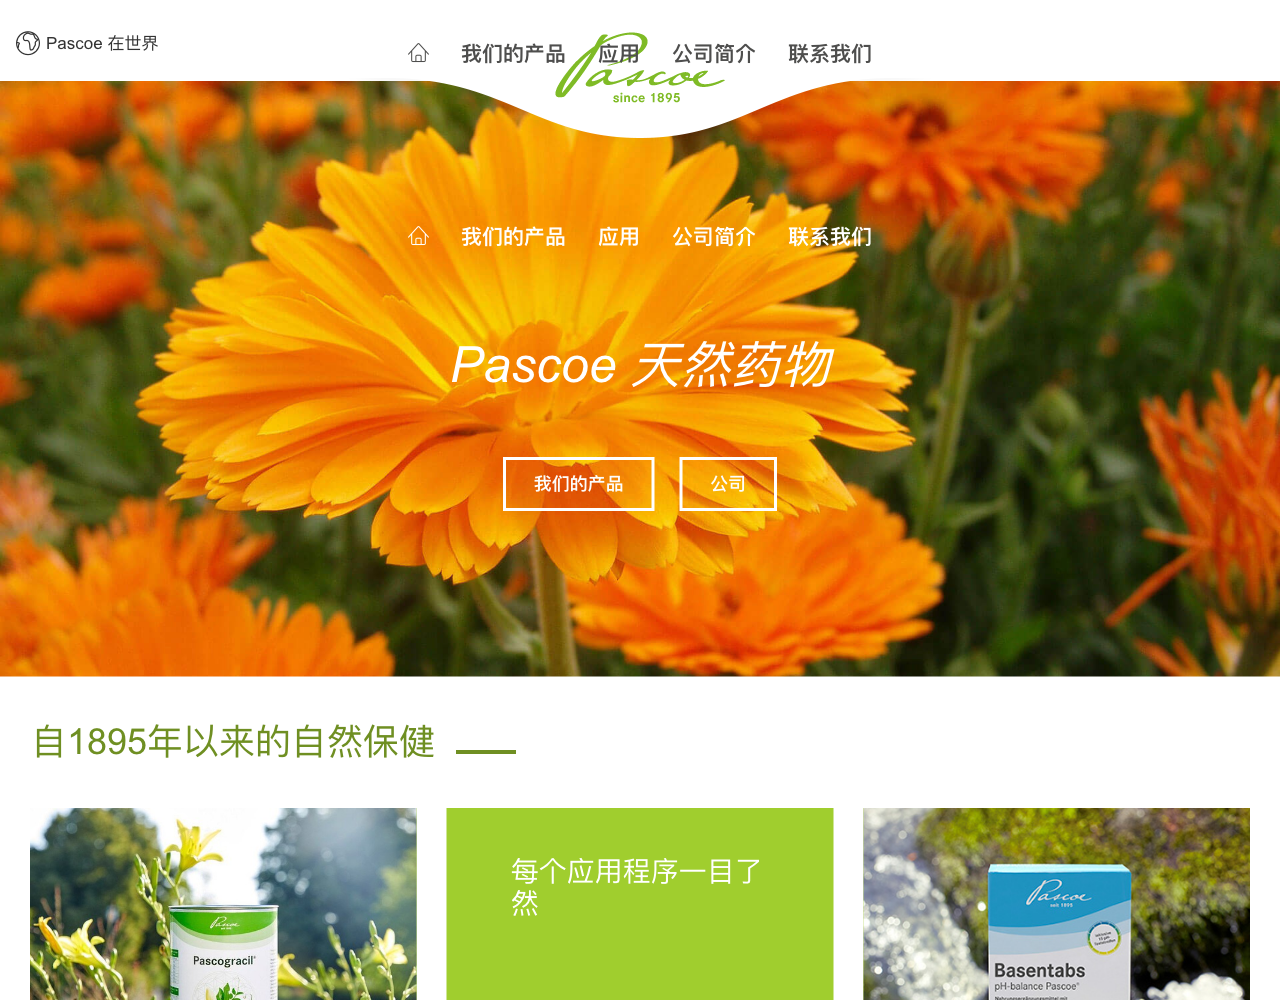 Pascoe 在世界
我们的产品 应用 公司简介 联系我们
Pascoe
since 1895
我们的产品 应用 公司简介 联系我们
Pascoe 天然药物
我们的产品 公司
自1895年以来的自然保健
每个应用程序一目了
然
Pascoe
Pascogracil®
Pascoe
seit 1895
Basentabs
pH-balance Pascoe®
Nahrungsergänzungsmittel mit